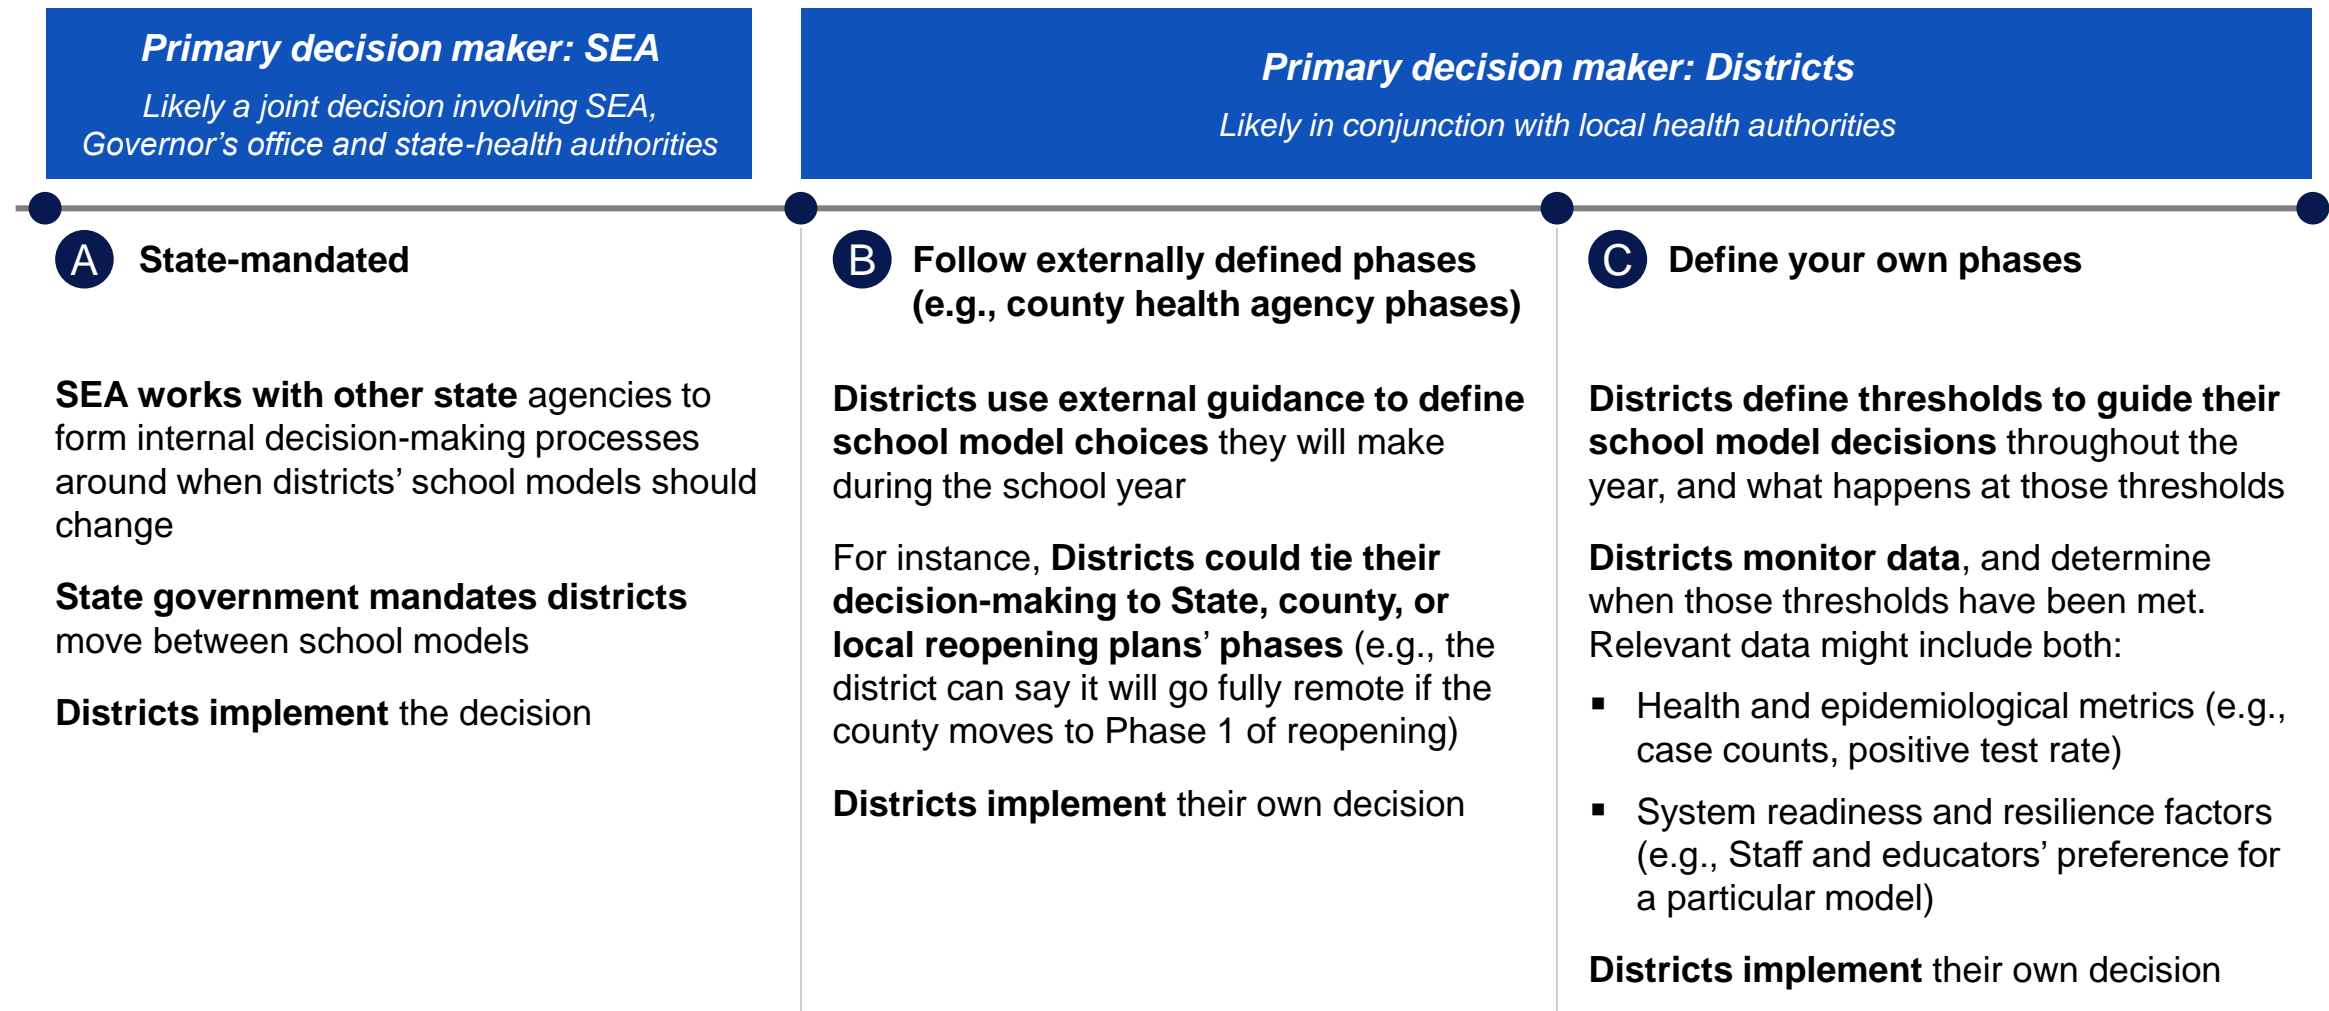 Primary decision maker: SEA
Likely a joint decision involving SEA,
Governor’s office and state-health authorities
Primary decision maker: Districts
Likely in conjunction with local health authorities
A State-mandated
SEA works with other state agencies to
form internal decision-making processes
around when districts’ school models should
change
State government mandates districts
move between school models
Districts implement the decision
B Follow externally defined phases
(e.g., county health agency phases)
Districts use external guidance to define
school model choices they will make
during the school year
For instance, Districts could tie their
decision-making to State, county, or
local reopening plans’ phases (e.g., the
district can say it will go fully remote if the
county moves to Phase 1 of reopening)
Districts implement their own decision
C Define your own phases
Districts define thresholds to guide their
school model decisions throughout the
year, and what happens at those thresholds
Districts monitor data, and determine
when those thresholds have been met.
Relevant data might include both:
▪ Health and epidemiological metrics (e.g.,
case counts, positive test rate)
▪ System readiness and resilience factors
(e.g., Staff and educators’ preference for
a particular model)
Districts implement their own decision